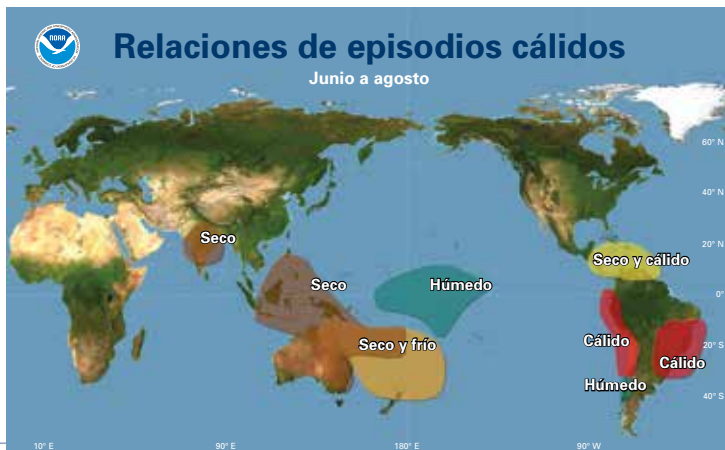 NOAA
Relaciones de episodios cálidos
Junio a agosto
60° N
40° N
Seco
20° N
Seco y cálido
Seco
Húmedo
0°
Seco y frío
Cálido
20° S
Cálido
Húmedo
40° S
10° E
90° E
180° E
90° W